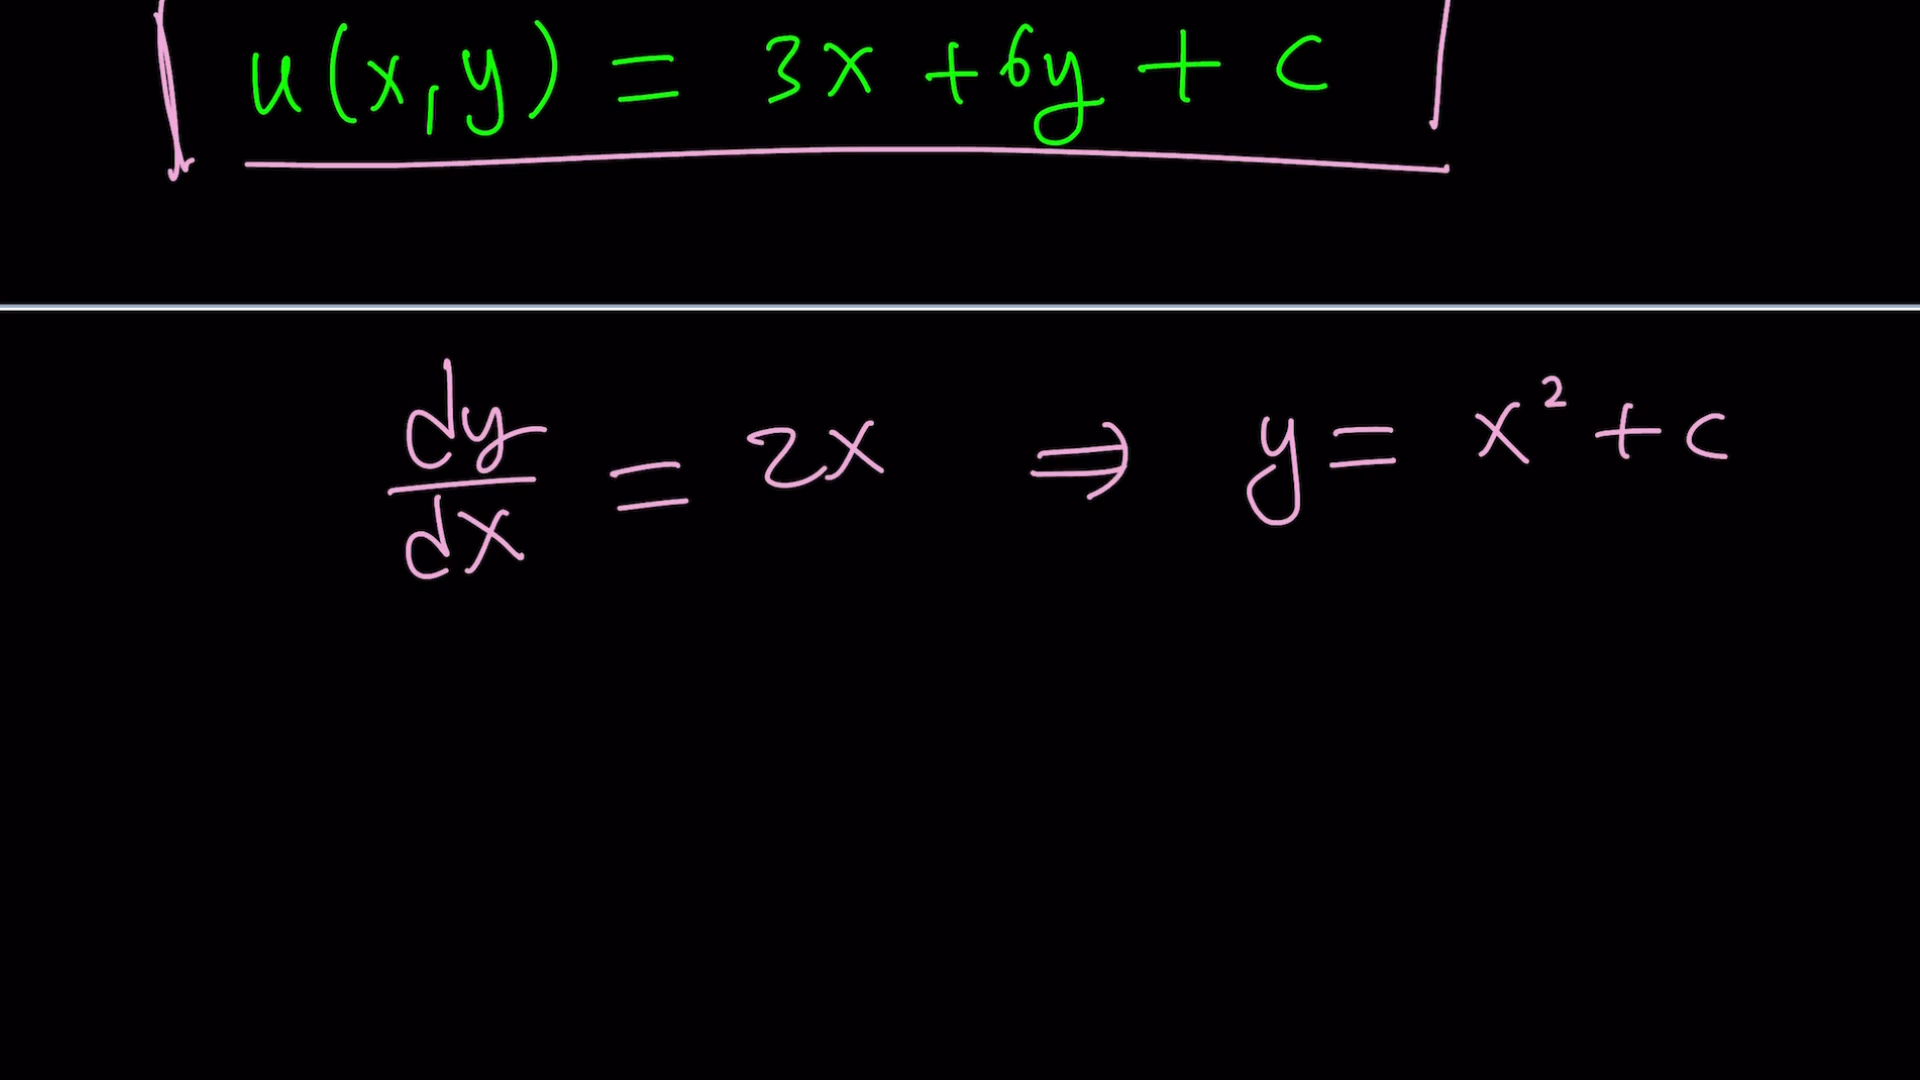 u(x,y) = 3x + 6y + c
dy/dx = 2x ⇒ y = x² + c